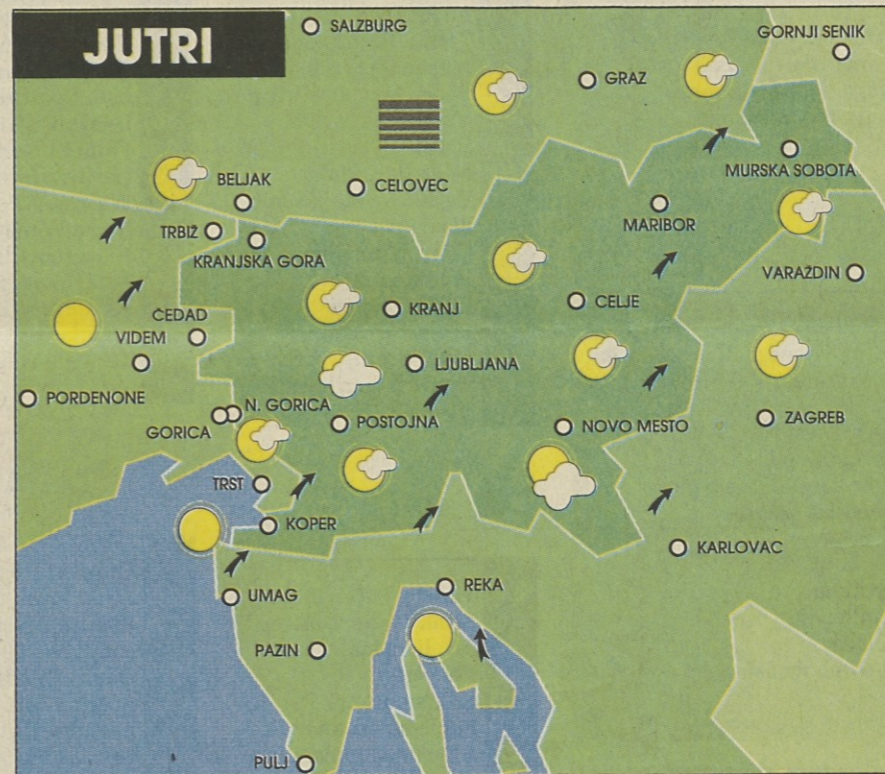 JUTRI
SALZBURG
GORNJI SENIK
GRAZ
MURSKA SOBOTA
BELJAK
CELOVEC
MARIBOR
TRBIŽ
KRANJSKA GORA
VARAŽDIN
CELJE
KRANJ
ČEDAD
VIDEM
LJUBLJANA
PORDENONE
N. GORICA
GORICA
POSTOJNA
NOVO MESTO
ZAGREB
TRST
KOPER
KARLOVAC
UMAG
REKA
PAZIN
PULJ